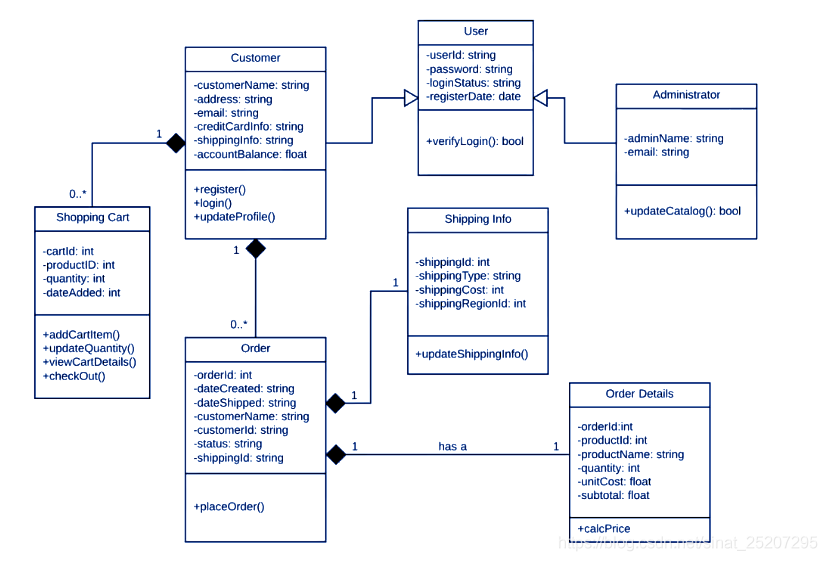 User
-userId: string
-password: string
-loginStatus: string
-registerDate: date
+verifyLogin(): bool
Customer
-customerName: string
-address: string
-email: string
-creditCardInfo: string
-shippingInfo: string
-accountBalance: float
+register()
+login()
+updateProfile()
Administrator
-adminName: string
-email: string
+updateCatalog(): bool
1
0..*
Shopping Cart
-cartId: int
-productID: int
-quantity: int
-dateAdded: int
+addCartItem()
+updateQuantity()
+viewCartDetails()
+checkOut()
1
0..*
Shipping Info
-shippingId: int
-shippingType: string
-shippingCost: int
-shippingRegionId: int
+updateShippingInfo()
1
Order
-orderId: int
-dateCreated: string
-dateShipped: string
-customerName: string
-customerId: string
-status: string
-shippingId: string
+placeOrder()
1
1
has a
1
Order Details
-orderId:int
-productId: int
-productName: string
-quantity: int
-unitCost: float
-subtotal: float
+calcPrice
https://blog.csdn.net/sinat_25207295